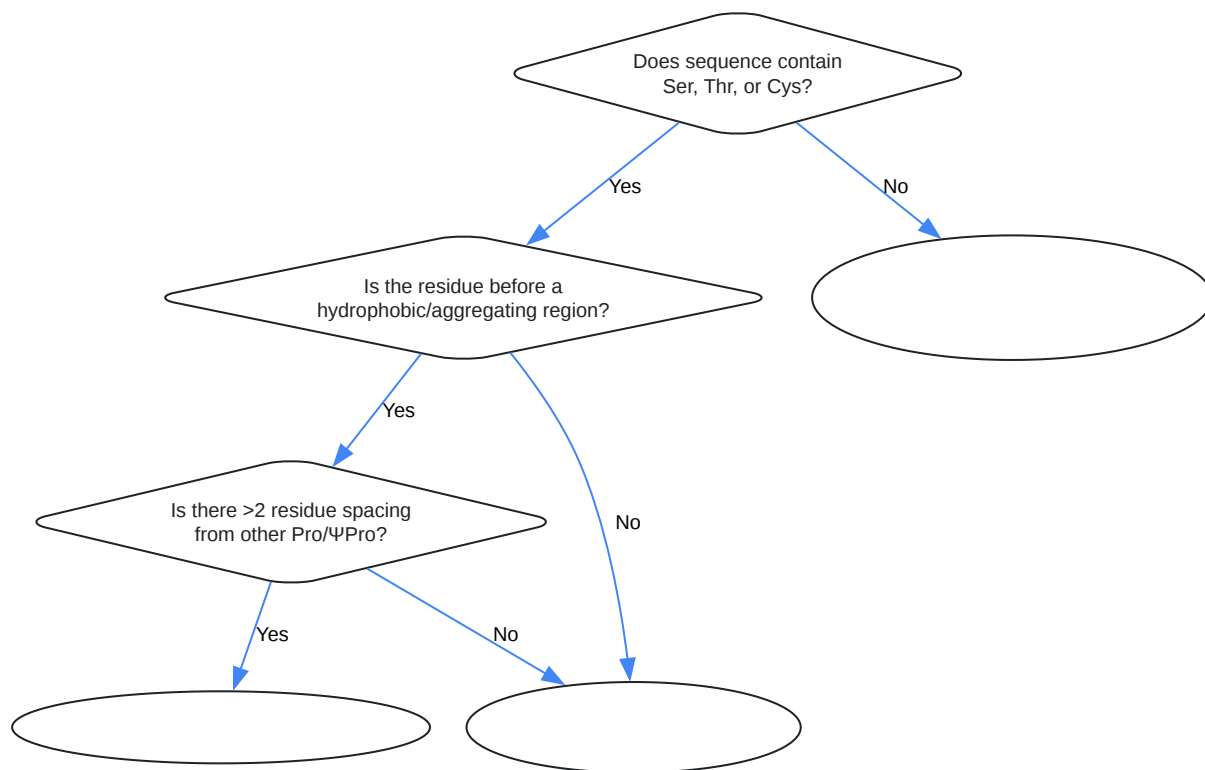 Does sequence contain
Ser, Thr, or Cys?
Yes
No
Is the residue before a
hydrophobic/aggregating region?
Yes
No
Is there >2 residue spacing
from other Pro/ΨPro?
Yes
No